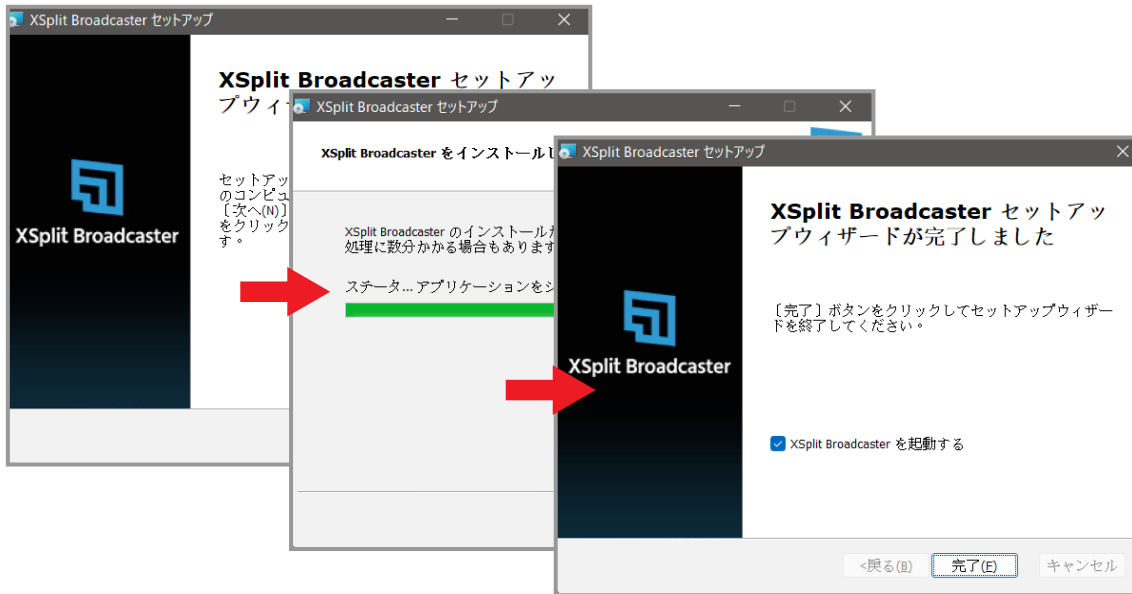 XSplit Broadcaster セットアップ
XSplit Broadcaster セットアッ
プウィ
XSplit Broadcaster
セットアッ
のコンピュ
〔次へ(N)〕
をクリック
す。
XSplit Broadcaster セットアップ
XSplit Broadcaster をインストールし
XSplit Broadcaster のインストールが
処理に数分かかる場合もあります
ステータ... アプリケーションをシ
XSplit Broadcaster セットアップ
XSplit Broadcaster
XSplit Broadcaster セットアッ
プウィザードが完了しました
〔完了〕ボタンをクリックしてセットアップウィザー
ドを終了してください。
XSplit Broadcaster を起動する
<戻る(B) 完了(F) キャンセル